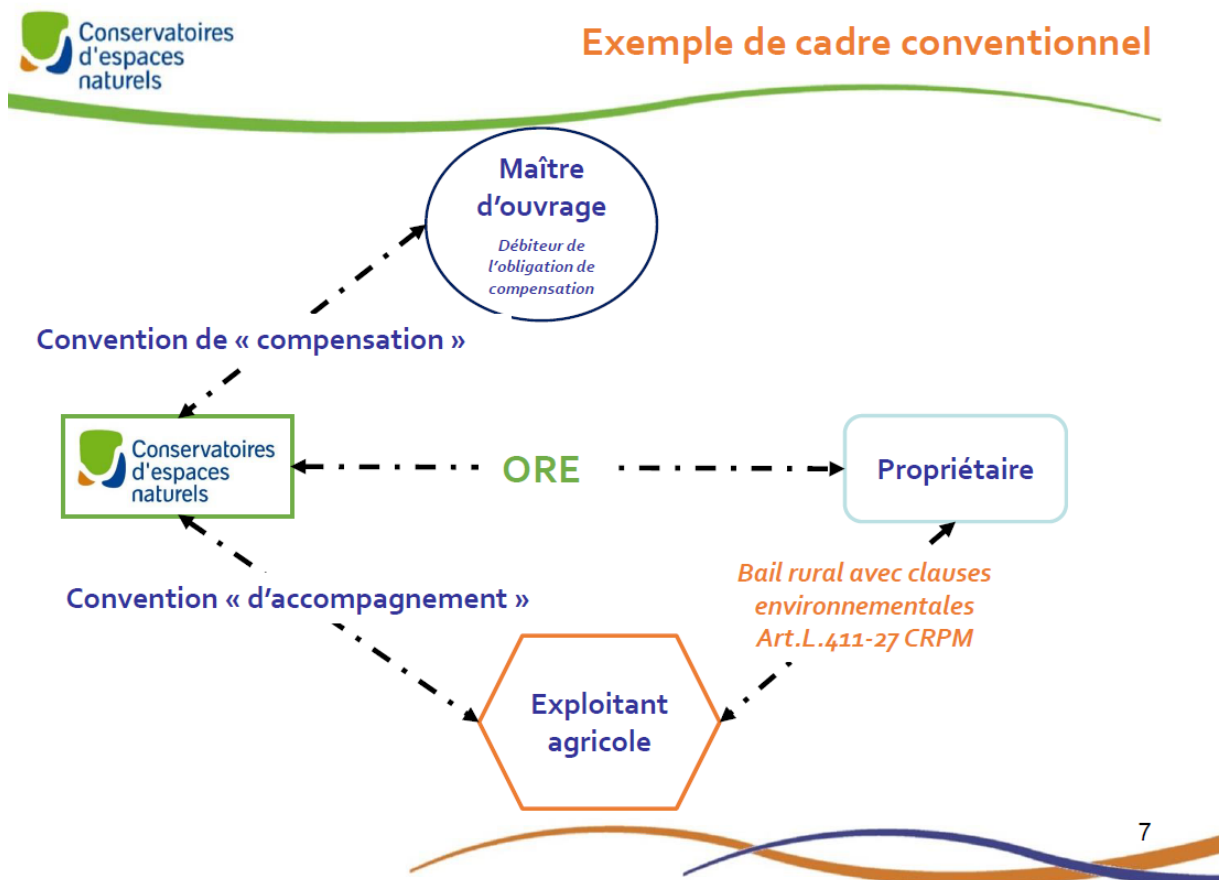 Conservatoires
d'espaces
naturels
Exemple de cadre conventionnel
Maître
d'ouvrage
Débiteur de
l'obligation de
compensation
Convention de « compensation »
Conservatoires
d'espaces
naturels
ORE
Propriétaire
Convention « d'accompagnement »
Bail rural avec clauses
environnementales
Art.L.411-27 CRPM
Exploitant
agricole
7